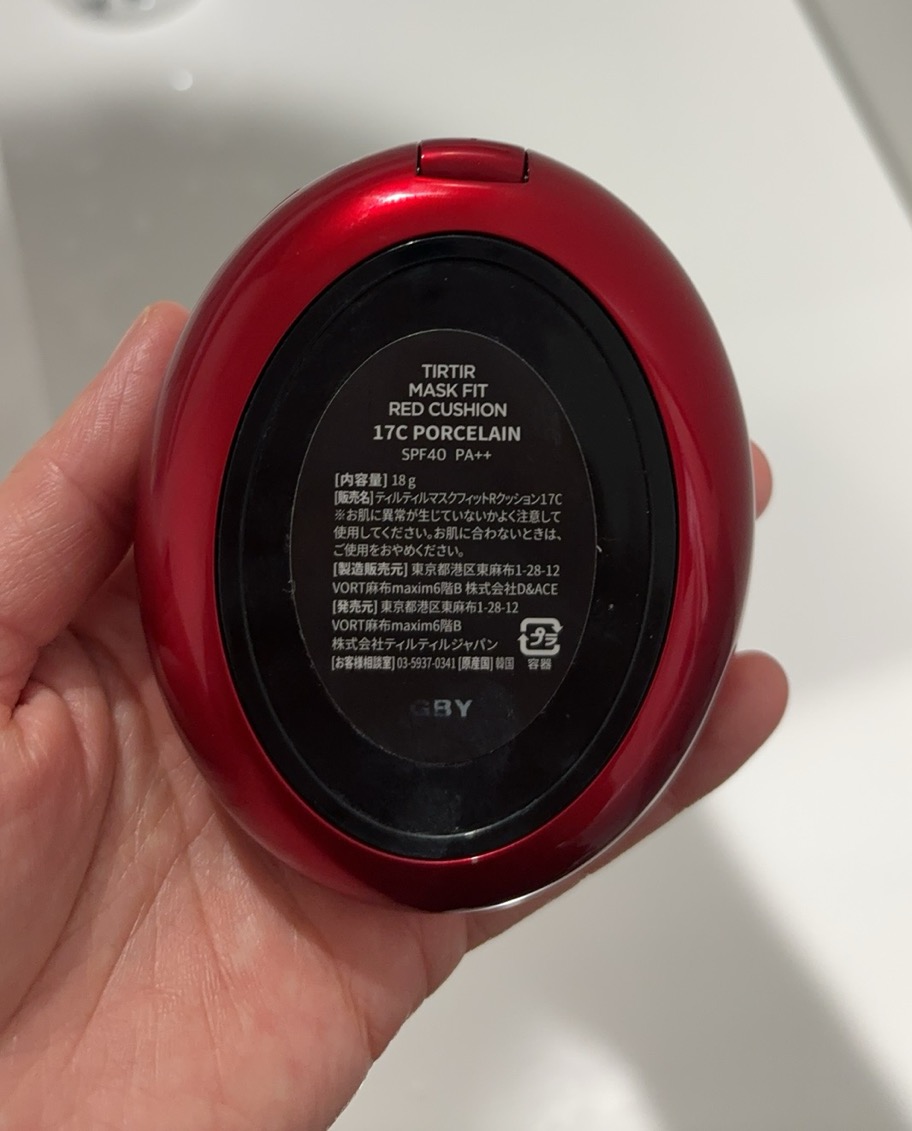 TIRTIR
MASK FIT
RED CUSHION
17C PORCELAIN
SPF40 PA++
[内容量] 18g
[販売名] ティルティルマスクフィットRクッション17C
※お肌に異常が生じていないかよく注意して
使用してください。お肌に合わないときは、
ご使用をおやめください。
[製造販売元] 東京都港区東麻布1-28-12
VORT麻布maxim6階B 株式会社D&ACE
[発売元] 東京都港区東麻布1-28-12
VORT麻布maxim6階B
株式会社ティルティルジャパン
プラ
[お客様相談室] 03-5937-0341 [原産国] 韓国
容器
GBY